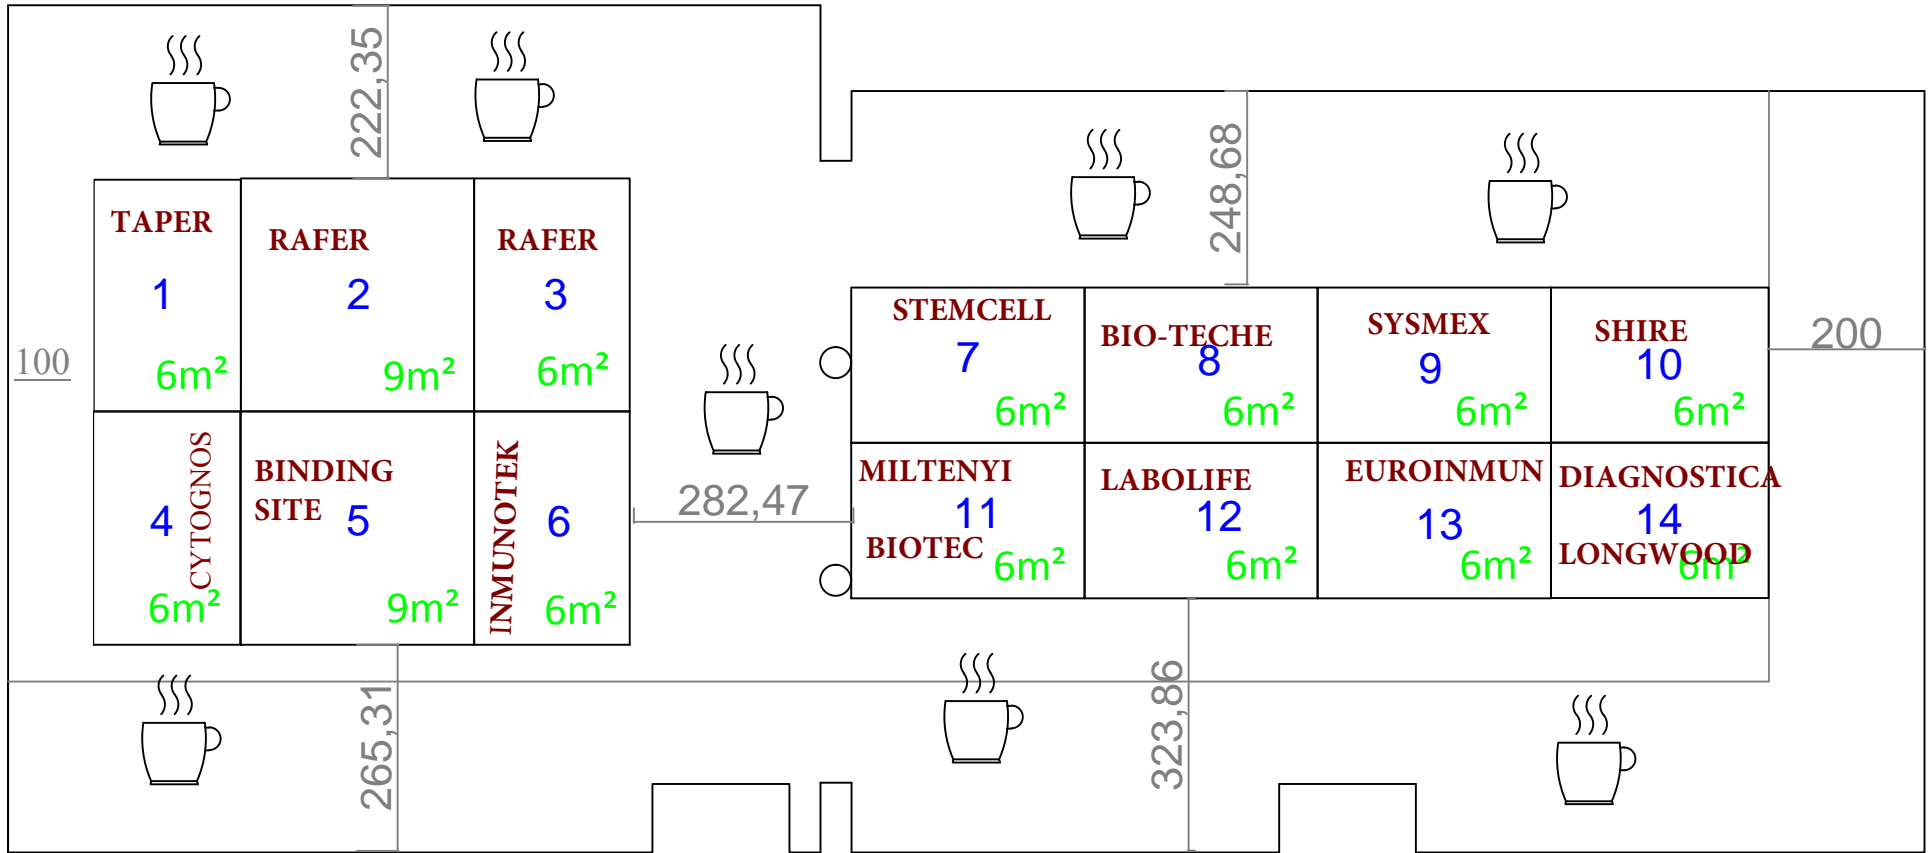 222,35
TAPER
1
6m²
RAFER
2
9m²
RAFER
3
6m²
100
CYTOGNOS
4
6m²
BINDING
SITE
5
9m²
INMUNOTEK
6
6m²
265,31
282,47
248,68
STEMCELL
7
6m²
BIO-TECHE
8
6m²
SYSMEX
9
6m²
SHIRE
10
6m²
200
MILTENYI
11
BIOTEC
6m²
LABOLIFE
12
6m²
EUROINMUN
13
6m²
DIAGNOSTICA
14
LONGWOOD
6m²
323,86